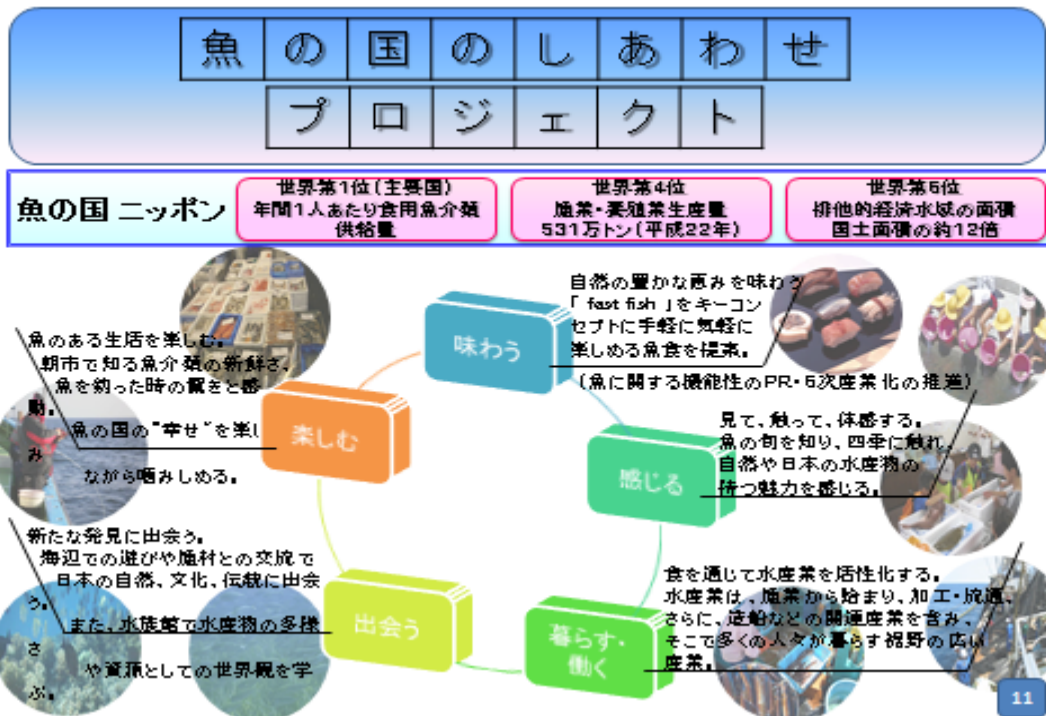 魚の国のしあわせ
プロジェクト
魚の国 ニッポン
世界第1位(主要国)
年間1人あたり食用魚介類
供給量
世界第4位
漁業・養殖業生産量
531万トン(平成22年)
世界第6位
排他的経済水域の面積
国土面積の約12倍
味わう
自然の豊かな恵みを味わう
「 fast fish 」をキーコン
セプトに手軽に気軽に
楽しめる魚食を提案。
(魚に関する機能性のPR・6次産業化の推進)
感じる
見て、触って、体感する。
魚の旬を知り、四季に触れ、
自然や日本の水産物の
持つ魅力を感じる。
暮らす・
働く
食を通じて水産業を活性化する。
水産業は、漁業から始まり、加工・流通、
さらに、造船などの関連産業を含み、
そこで多くの人々が暮らす裾野の広い
産業。
出会う
新たな発見に出会う。
海辺での遊びや漁村との交流で
日本の自然、文化、伝統に出会
う。
また、水族館で水産物の多様
さ
や資源としての世界観を学
ぶ。
楽しむ
魚のある生活を楽しむ。
朝市で知る魚介類の新鮮さ、
魚を釣った時の驚きと感
動。
魚の国の"幸せ"を楽し
み
ながら噛みしめる。
11